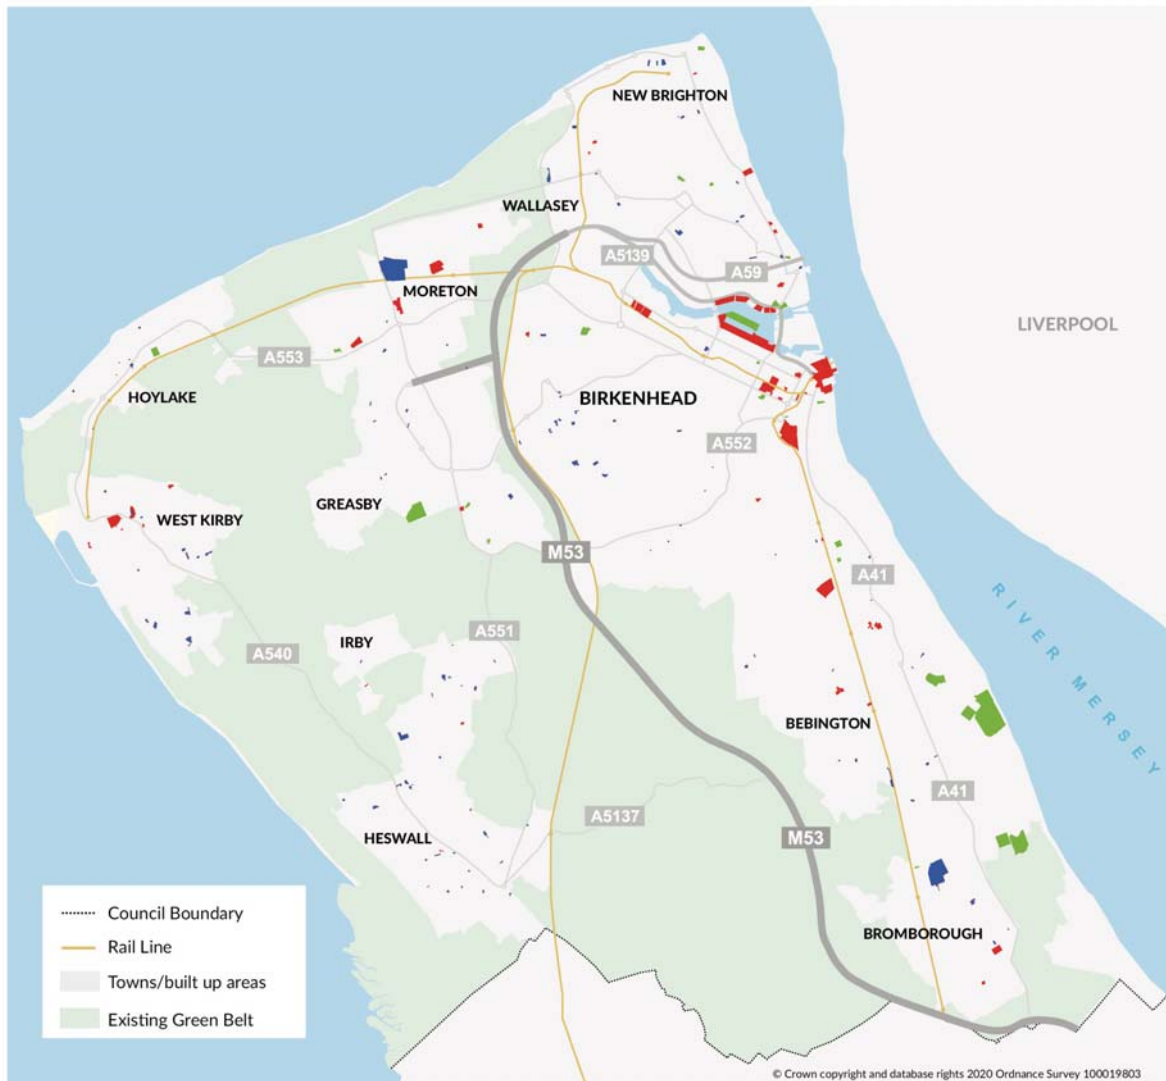 NEW BRIGHTON
WALLASEY
A5139
A59
MORETON
LIVERPOOL
A553
HOYLAKE
BIRKENHEAD
A552
GREASBY
WEST KIRBY
M53
A41
RIVER MERSEY
A551
IRBY
A540
BEBINGTON
A41
A5137
HESWALL
M53
BROMBOROUGH
Council Boundary
Rail Line
Towns/built up areas
Existing Green Belt
© Crown copyright and database rights 2020 Ordnance Survey 100019803